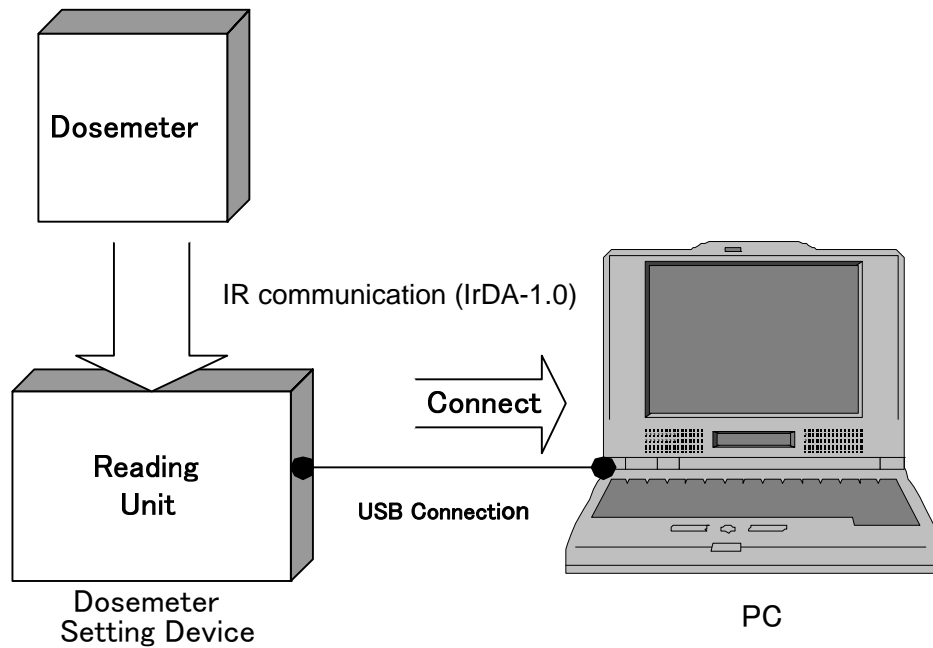 Dosemeter
IR communication (IrDA-1.0)
Connect
Reading
Unit
USB Connection
Dosemeter
Setting Device
PC